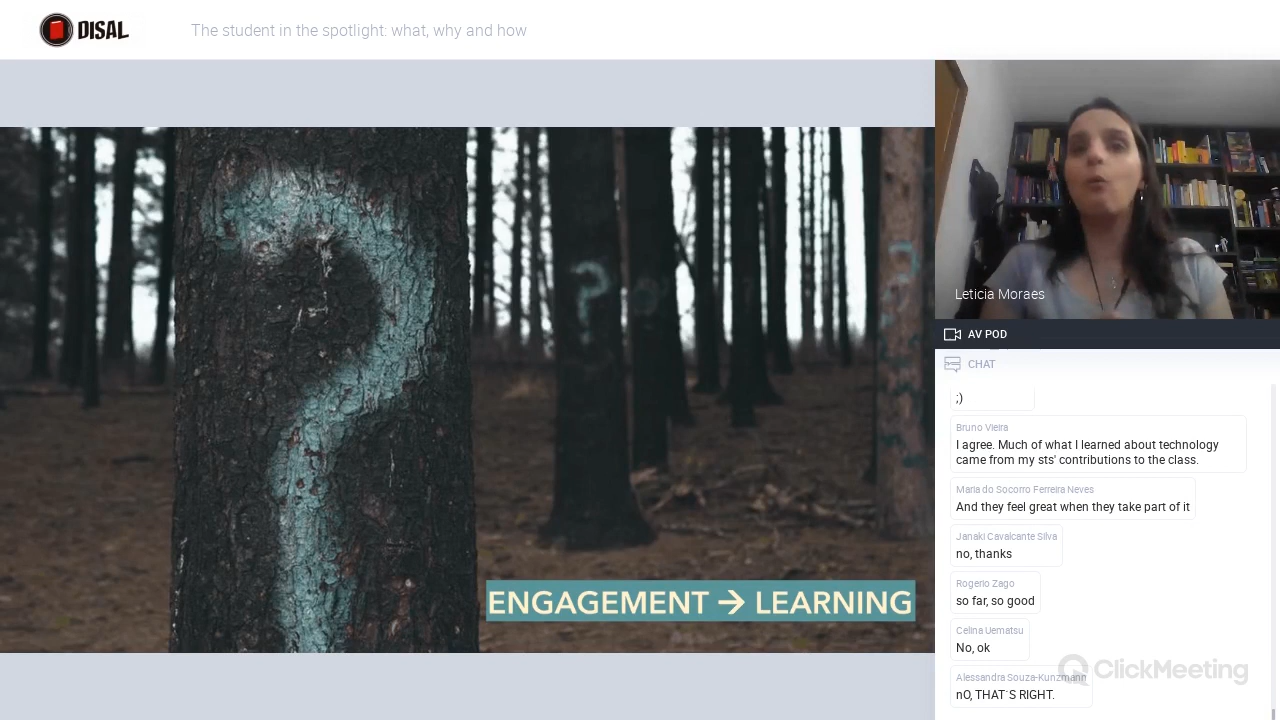 DISAL
The student in the spotlight: what, why and how
?
?
?
ENGAGEMENT → LEARNING
Leticia Moraes
AV POD
CHAT
;)
Bruno Vieira
I agree. Much of what I learned about technology
came from my sts' contributions to the class.
Maria do Socorro Ferreira Neves
And they feel great when they take part of it
Janaki Cavalcante Silva
no, thanks
Rogerio Zago
so far, so good
Celina Uematsu
No, ok
ClickMeeting
Alessandra Souza-Kunzmann
nO, THAT´S RIGHT.